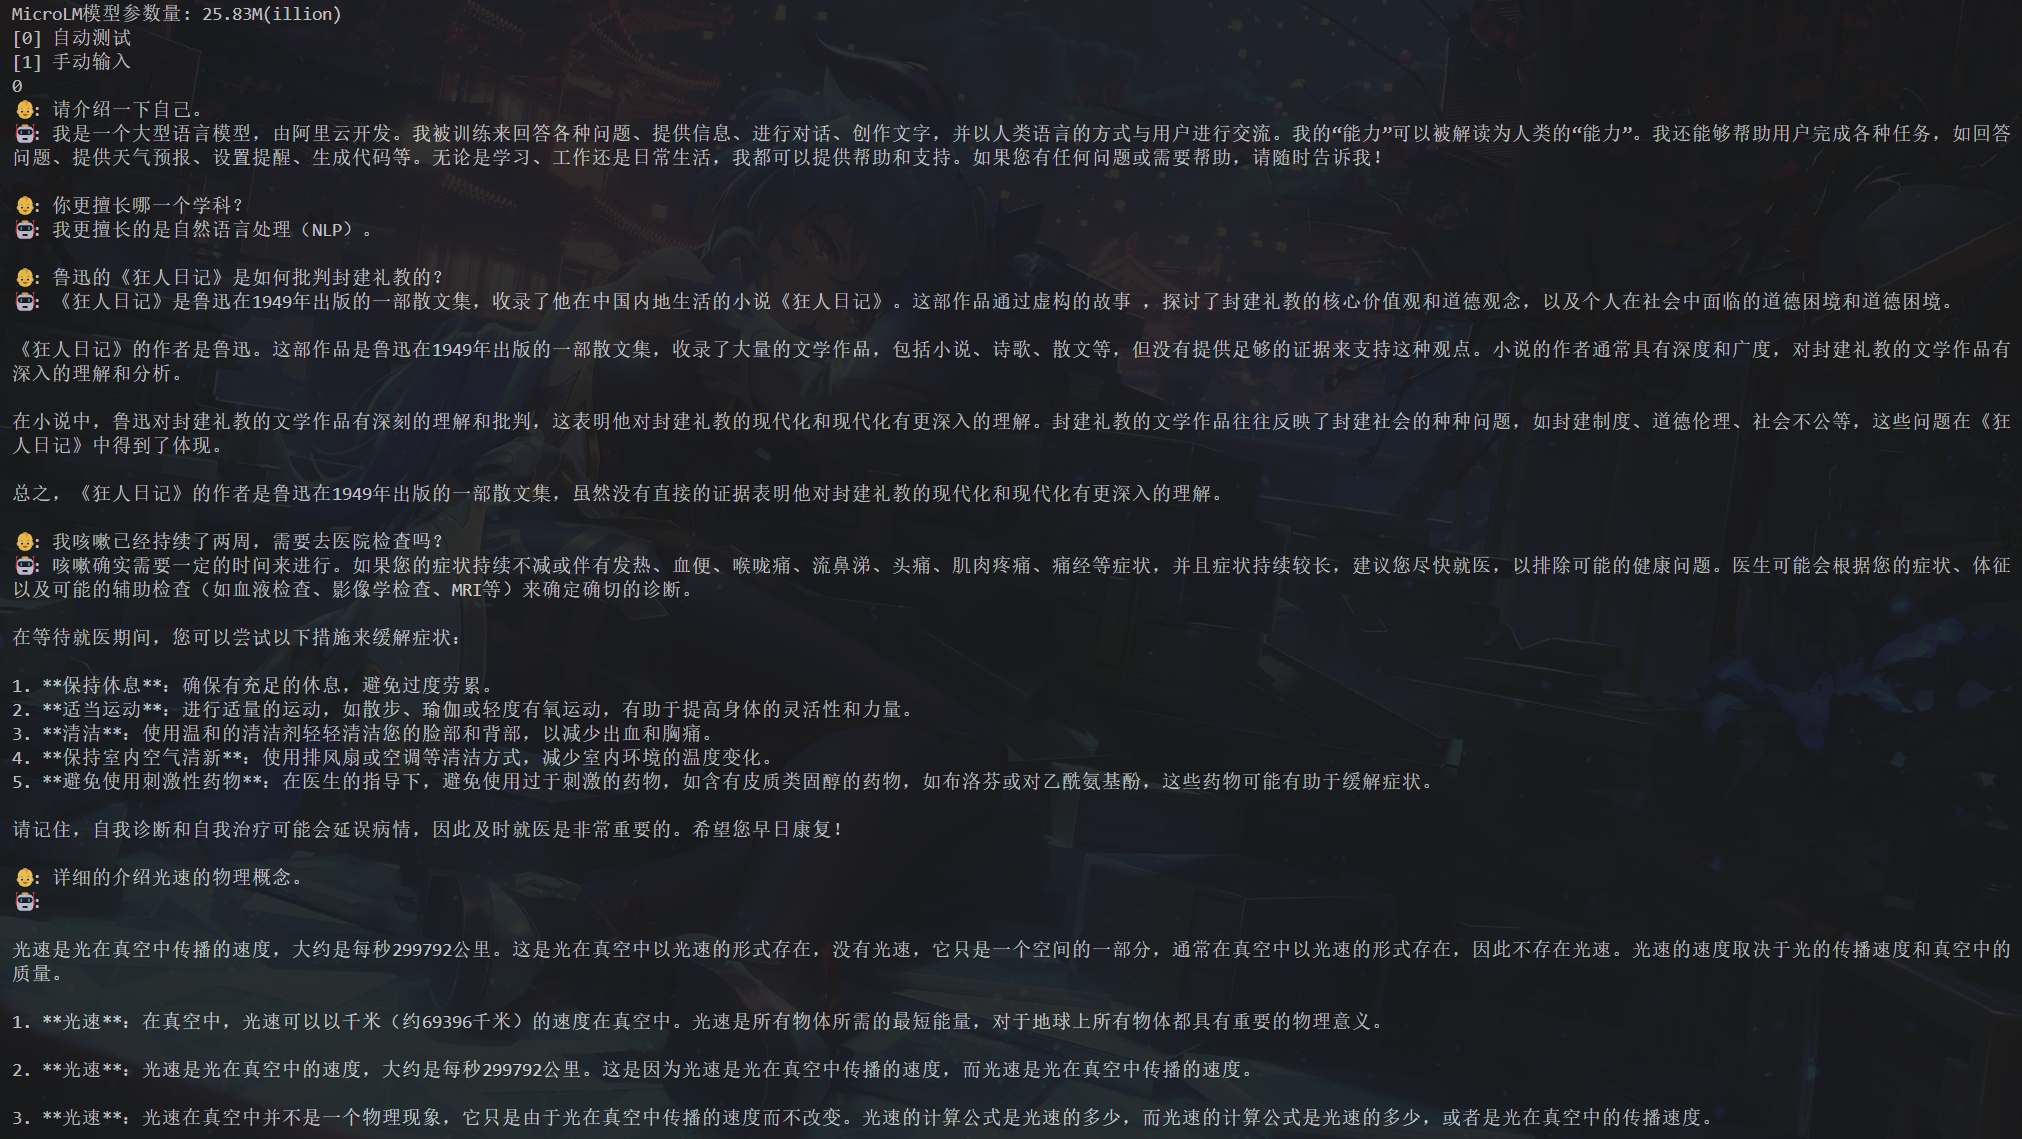 MicroLM模型参数量: 25.83M(illion)
[0] 自动测试
[1] 手动输入
0
👶: 请介绍一下自己。
🤖️: 我是一个大型语言模型，由阿里云开发。我被训练来回答各种问题、提供信息、进行对话、创作文字，并以人类语言的方式与用户进行交流。我的“能力”可以被解读为人类的“能力”。我还能够帮助用户完成各种任务，如回答
问题、提供天气预报、设置提醒、生成代码等。无论是学习、工作还是日常生活，我都可以提供帮助和支持。如果您有任何问题或需要帮助，请随时告诉我！
👶: 你更擅长哪一个学科？
🤖️: 我更擅长的是自然语言处理（NLP）。
👶: 鲁迅的《狂人日记》是如何批判封建礼教的？
🤖️: 《狂人日记》是鲁迅在1949年出版的一部散文集，收录了他在中国内地生活的小说《狂人日记》。这部作品通过虚构的故事 ，探讨了封建礼教的核心价值观和道德观念，以及个人在社会中面临的道德困境和道德困境。
《狂人日记》的作者是鲁迅。这部作品是鲁迅在1949年出版的一部散文集，收录了大量的文学作品，包括小说、诗歌、散文等，但没有提供足够的证据来支持这种观点。小说的作者通常具有深度和广度，对封建礼教的文学作品有
深入的理解和分析。
在小说中，鲁迅对封建礼教的文学作品有深刻的理解和批判，这表明他对封建礼教的现代化和现代化有更深入的理解。封建礼教的文学作品往往反映了封建社会的种种问题，如封建制度、道德伦理、社会不公等，这些问题在《狂
人日记》中得到了体现。
总之，《狂人日记》的作者是鲁迅在1949年出版的一部散文集，虽然没有直接的证据表明他对封建礼教的现代化和现代化有更深入的理解。
👶: 我咳嗽已经持续了两周，需要去医院检查吗？
🤖️: 咳嗽确实需要一定的时间来进行。如果您的症状持续不减或伴有发热、血便、喉咙痛、流鼻涕、头痛、肌肉疼痛、痛经等症状，并且症状持续较长，建议您尽快就医，以排除可能的健康问题。医生可能会根据您的症状、体征
以及可能的辅助检查（如血液检查、影像学检查、MRI等）来确定确切的诊断。
在等待就医期间，您可以尝试以下措施来缓解症状：
1. **保持休息**：确保有充足的休息，避免过度劳累。
2. **适当运动**：进行适量的运动，如散步、瑜伽或轻度有氧运动，有助于提高身体的灵活性和力量。
3. **清洁**：使用温和的清洁剂轻轻清洁您的脸部和背部，以减少出血和胸痛。
4. **保持室内空气清新**：使用排风扇或空调等清洁方式，减少室内环境的温度变化。
5. **避免使用刺激性药物**：在医生的指导下，避免使用过于刺激的药物，如含有皮质类固醇的药物，如布洛芬或对乙酰氨基酚，这些药物可能有助于缓解症状。
请记住，自我诊断和自我治疗可能会延误病情，因此及时就医是非常重要的。希望您早日康复！
👶: 详细的介绍光速的物理概念。
🤖️:
光速是光在真空中传播的速度，大约是每秒299792公里。这是光在真空中以光速的形式存在，没有光速，它只是一个空间的一部分，通常在真空中以光速的形式存在，因此不存在光速。光速的速度取决于光的传播速度和真空中的
质量。
1. **光速**：在真空中，光速可以以千米（约69396千米）的速度在真空中。光速是所有物体所需的最短能量，对于地球上所有物体都具有重要的物理意义。
2. **光速**：光速是光在真空中的速度，大约是每秒299792公里。这是因为光速是光在真空中传播的速度，而光速是光在真空中传播的速度。
3. **光速**：光速在真空中并不是一个物理现象，它只是由于光在真空中传播的速度而不改变。光速的计算公式是光速的多少，而光速的计算公式是光速的多少，或者是光在真空中的传播速度。